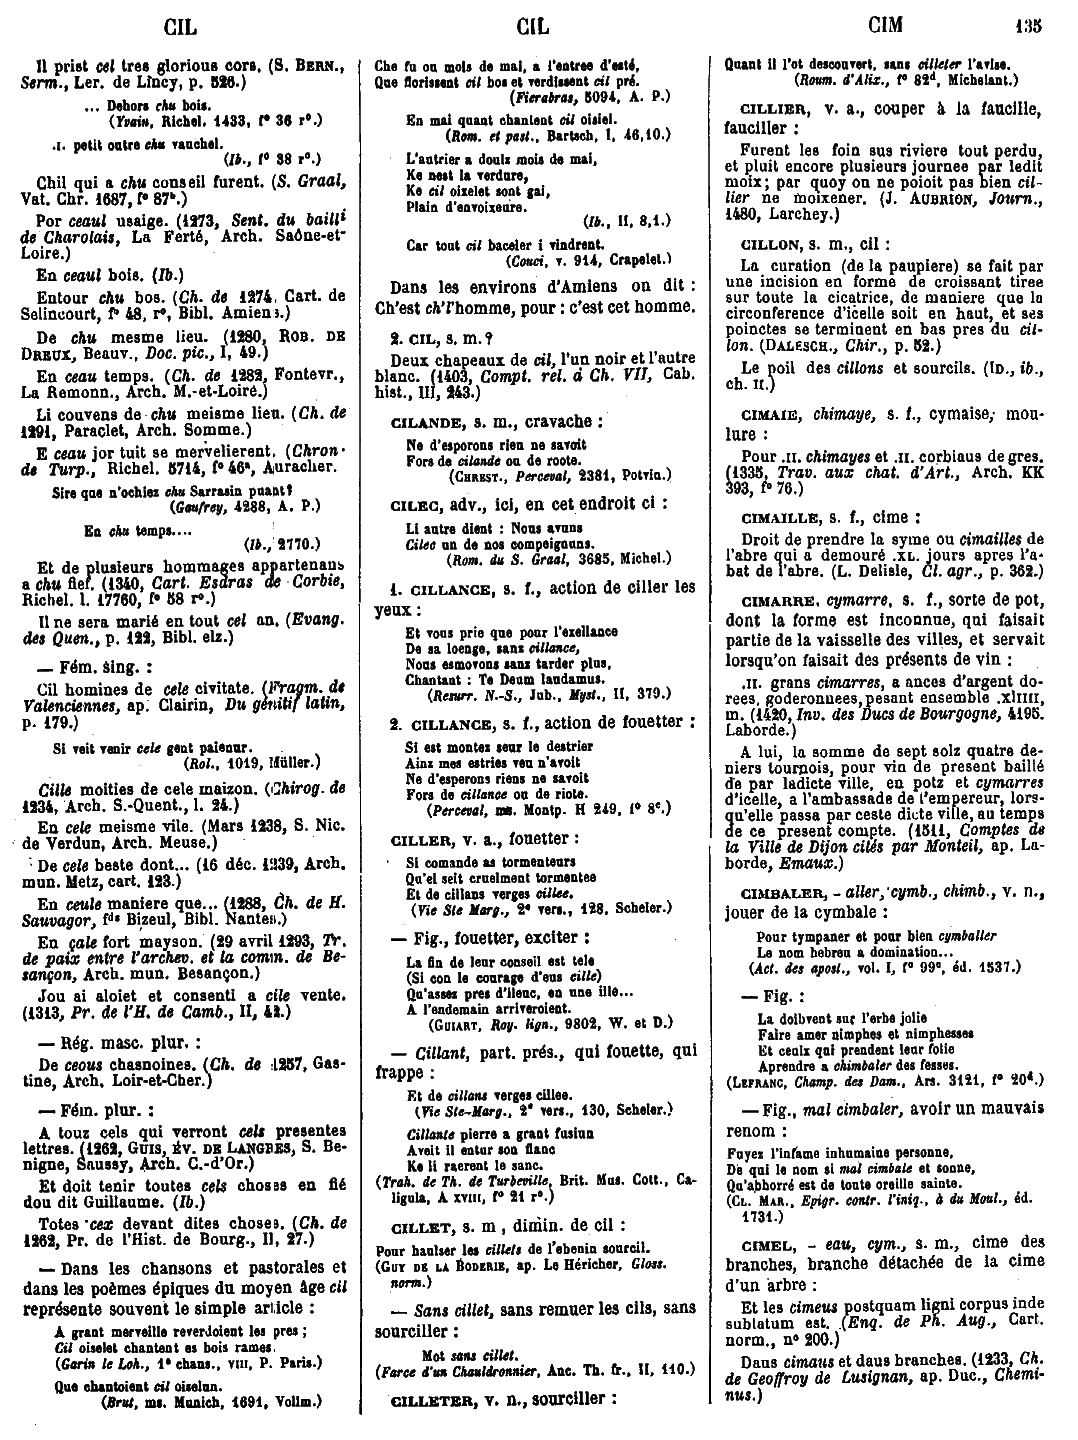 CIL
CIL
CIM
135
Il prist cel tres glorious cors. (S. BERN.,
Serm., Ler. de Lincy, p. 526.)
... Dehors chu bois.
(Yvain, Richel. 1433, f° 36 r°.)
.I. petit outre chu vauchel.
(Ib., f° 38 r°.)
Chil qui a chu conseil furent. (S. Graal,
Vat. Chr. 1687, f° 87ᵇ.)
Por ceaul usaige. (1273, Sent. du bailli
de Charolais, La Ferté, Arch. Saône-et-
Loire.)
En ceaul bois. (Ib.)
Entour chu bos. (Ch. de 1274, Cart. de
Selincourt, f° 48, r°, Bibl. Amiens.)
De chu mesme lieu. (1280, ROB. DE
DREUX, Beauv., Doc. pic., I, 49.)
En ceau temps. (Ch. de 1282, Fontevr.,
La Remonn., Arch. M.-et-Loire.)
Li couvens de chu meisme lieu. (Ch. de
1291, Paraclet, Arch. Somme.)
E ceau jor tuit se mervelierent. (Chron.
de Turp., Richel. 5714, f° 46ᵃ, Auracher.
Sire que n'ochiez chu Sarrasin puant?
(Gaufrey, 4288, A. P.)
En chu temps....
(Ib., 2770.)
Et de plusieurs hommages appartenans
a chu fief. (1340, Cart. Esdras de Corbie,
Richel. l. 17760, f° 58 r°.)
Il ne sera marié en tout cel an. (Evang.
des Quen., p. 122, Bibl. elz.)
— Fém. sing. :
Cil homines de cele civitate. (Fragm. de
Valenciennes, ap. Clairin, Du génitif latin,
p. 179.)
Si veit venir cele gent paienur.
(Rol., 1019, Müller.)
Cille moities de cele maizon. (Chirog. de
1234, Arch. S.-Quent., l. 24.)
En cele meisme vile. (Mars 1238, S. Nic.
de Verdun, Arch. Meuse.)
De cele beste dont... (16 déc. 1239, Arch.
mun. Metz, cart. 123.)
En ceule maniere que... (1288, Ch. de H.
Sauvagor, fᵈˢ Bizeul, Bibl. Nantes.)
En çale fort mayson. (29 avril 1293, Tr.
de paix entre l'archev. et la comm. de Be-
sançon, Arch. mun. Besançon.)
Jou ai aloiet et consenti a cile vente.
(1313, Pr. de l'H. de Camb., II, 42.)
— Rég. masc. plur. :
De ceous chasnoines. (Ch. de 1257, Gas-
tine, Arch. Loir-et-Cher.)
— Fém. plur. :
A touz cels qui verront cels presentes
lettres. (1262, GUIS, ÉV. DE LANGRES, S. Be-
nigne, Saussy, Arch. C.-d'Or.)
Et doit tenir toutes cels choses en fié
dou dit Guillaume. (Ib.)
Totes cex devant dites choses. (Ch. de
1262, Pr. de l'Hist. de Bourg., II, 27.)
— Dans les chansons et pastorales et
dans les poèmes épiques du moyen âge cil
représente souvent le simple article :
A grant merveille reverdoient les pres ;
Cil oiselet chantent es bois rames.
(Garin le Loh., 1° chans., VIII, P. Paris.)
Que chantoient cil oiselun.
(Brut, ms. Munich, 1691, Vollm.)
Che fu ou mois de mai, a l'entree d'esté,
Que florissent cil bos et verdissent cil pré.
(Fierabras, 5094, A. P.)
En mai quant chantent cil oisiel.
(Rom. et past., Bartsch, I, 46,10.)
L'autrier a doulz mois de mai,
Ke nest la verdure,
Ke cil oixelet sont gai,
Plain d'envoixeure.
(Ib., II, 8,1.)
Car tout cil baceler i vindrent.
(Couci, v. 914, Crapelet.)
Dans les environs d'Amiens on dit :
Ch'est ch'l'homme, pour : c'est cet homme.
2. CIL, s. m.?
Deux chapeaux de cil, l'un noir et l'autre
blanc. (1403, Compt. rel. à Ch. VII, Cab.
hist., III, 243.)
CILANDE, s. m., cravache :
Ne d'esporons rien ne savoit
Fors de cilande ou de roote.
(CHREST., Perceval, 2381, Potvin.)
CILEC, adv., ici, en cet endroit ci :
Li autre dient : Nous avuns
Cilec un de nos compeignuns.
(Rom. du S. Graal, 3685, Michel.)
1. CILLANCE, s. f., action de ciller les
yeux :
Et vous prie que pour l'exellance
De sa loenge, sans cillance,
Nous esmovons sans tarder plus,
Chantant : Te Deum laudamus.
(Resurr. N.-S., Jub., Myst., II, 379.)
2. CILLANCE, s. f., action de fouetter :
Si est montez seur le destrier
Ainz mes estries veu n'avoit
Ne d'esperons riens ne savoit
Fors de cillance ou de riote.
(Perceval, ms. Montp. H 249, f° 8ᶜ.)
CILLER, v. a., fouetter :
Si comande as tormenteurs
Qu'el seit cruelment tormentee
Et de cillans verges cillee.
(Vie Ste Marg., 2ᵉ vers., 128, Scheler.)
— Fig., fouetter, exciter :
La fin de leur conseil est tele
(Si con le courage d'eus cille)
Qu'assez pres d'ilenc, en une ille...
A l'endemain arriveroient.
(GUIART, Roy. lign., 9802, W. et D.)
— Cillant, part. prés., qui fouette, qui
frappe :
Et de cillans verges cillee.
(Vie Ste-Marg., 2ᵉ vers., 130, Scheler.)
Cillante pierre a grant fusiun
Aveit il entur son flanc
Ke li raerent le sanc.
(Trah. de Th. de Turbeville, Brit. Mus. Cott., Ca-
ligula, A XVIII, f° 21 r°.)
CILLET, s. m , dimin. de cil :
Pour haulser les cillets de l'ebenin sourcil.
(GUY DE LA BODERIE, ap. Le Héricher, Gloss.
norm.)
— Sans cillet, sans remuer les cils, sans
sourciller :
Mot sans cillet.
(Farce d'un Chauldronnier, Anc. Th. fr., II, 110.)
CILLETER, v. n., sourciller :
Quant il l'ot descouvert, sans cilleter l'avise.
(Roum. d'Alix., f° 82ᵈ, Michelant.)
CILLIER, v. a., couper à la faucille,
fauciller :
Furent les foin sus riviere tout perdu,
et pluit encore plusieurs journee par ledit
moix ; par quoy on ne poioit pas bien cil-
lier ne moixener. (J. AUBRION, Journ.,
1480, Larchey.)
CILLON, s. m., cil :
La curation (de la paupiere) se fait par
une incision en forme de croissant tiree
sur toute la cicatrice, de maniere que la
circonference d'icelle soit en haut, et ses
poinctes se terminent en bas pres du cil-
lon. (DALESCH., Chir., p. 52.)
Le poil des cillons et sourcils. (ID., ib.,
ch. II.)
CIMAIE, chimaye, s. f., cymaise, mou-
lure :
Pour .II. chimayes et .II. corbiaus de gres.
(1335, Trav. aux chat. d'Art., Arch. KK
393, f° 76.)
CIMAILLE, s. f., cime :
Droit de prendre la syme ou cimailles de
l'abre qui a demouré .XL. jours apres l'a-
bat de l'abre. (L. Delisle, Cl. agr., p. 362.)
CIMARRE, cymarre, s. f., sorte de pot,
dont la forme est inconnue, qui faisait
partie de la vaisselle des villes, et servait
lorsqu'on faisait des présents de vin :
.II. grans cimarres, a ances d'argent do-
rees, goderonnees, pesant ensemble .xliiii,
m. (1420, Inv. des Ducs de Bourgogne, 4195.
Laborde.)
A lui, la somme de sept solz quatre de-
niers tournois, pour vin de present baillé
de par ladicte ville, en potz et cymarres
d'icelle, a l'ambassade de l'empereur, lors-
qu'elle passa par ceste dicte ville, au temps
de ce present compte. (1511, Comptes de
la Ville de Dijon cités par Monteil, ap. La-
borde, Emaux.)
CIMBALER, - aller, cymb., chimb., v. n.,
jouer de la cymbale :
Pour tympaner et pour bien cymballer
Le nom hebreu a domination...
(Act. des apost., vol. I, f° 99ᶜ, éd. 1537.)
— Fig. :
La doibvent sur l'erbe jolie
Faire amer nimphes et nimphesses
Et ceulx qui prendent leur folie
Aprendre a chimbaler des fesses.
(LEFRANC, Champ. des Dam., Ars. 3121, f° 20ᵈ.)
— Fig., mal cimbaler, avoir un mauvais
renom :
Fuyez l'infame inhumaine personne,
De qui le nom si mal cimbale et sonne,
Qu'abhorré est de toute oreille sainte.
(CL. MAR., Epigr. contr. l'iniq., à du Moul., éd.
1731.)
CIMEL, - eau, cym., s. m., cime des
branches, branche détachée de la cime
d'un arbre :
Et les cimeus postquam ligni corpus inde
sublatum est. (Enq. de Ph. Aug., Cart.
norm., n° 200.)
Dans cimaus et daus branches. (1233, Ch.
de Geoffroy de Lusignan, ap. Duc., Chemi-
nus.)